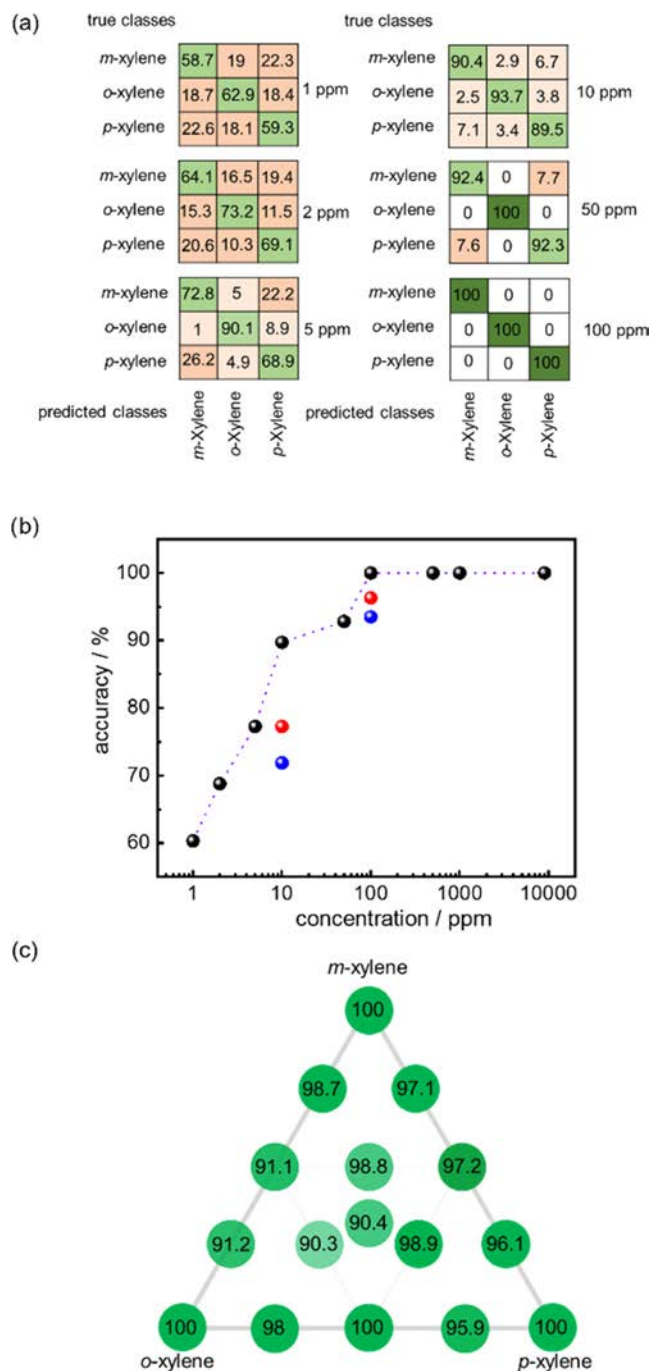 (a)
true classes
m-xylene 58.7 19 22.3
o-xylene 18.7 62.9 18.4 1 ppm
p-xylene 22.6 18.1 59.3
m-xylene 64.1 16.5 19.4
o-xylene 15.3 73.2 11.5 2 ppm
p-xylene 20.6 10.3 69.1
m-xylene 72.8 5 22.2
o-xylene 1 90.1 8.9 5 ppm
p-xylene 26.2 4.9 68.9
predicted classes
m-Xylene
o-Xylene
p-Xylene
true classes
m-xylene 90.4 2.9 6.7
o-xylene 2.5 93.7 3.8 10 ppm
p-xylene 7.1 3.4 89.5
m-xylene 92.4 0 7.7
o-xylene 0 100 0 50 ppm
p-xylene 7.6 0 92.3
m-xylene 100 0 0
o-xylene 0 100 0 100 ppm
p-xylene 0 0 100
predicted classes
m-Xylene
o-Xylene
p-Xylene
(b)
accuracy / %
100
90
80
70
60
1 10 100 1000 10000
concentration / ppm
(c)
m-xylene
100
98.7 97.1
91.1 98.8 97.2
90.4
91.2 90.3 98.9 96.1
100 98 100 95.9 100
o-xylene p-xylene